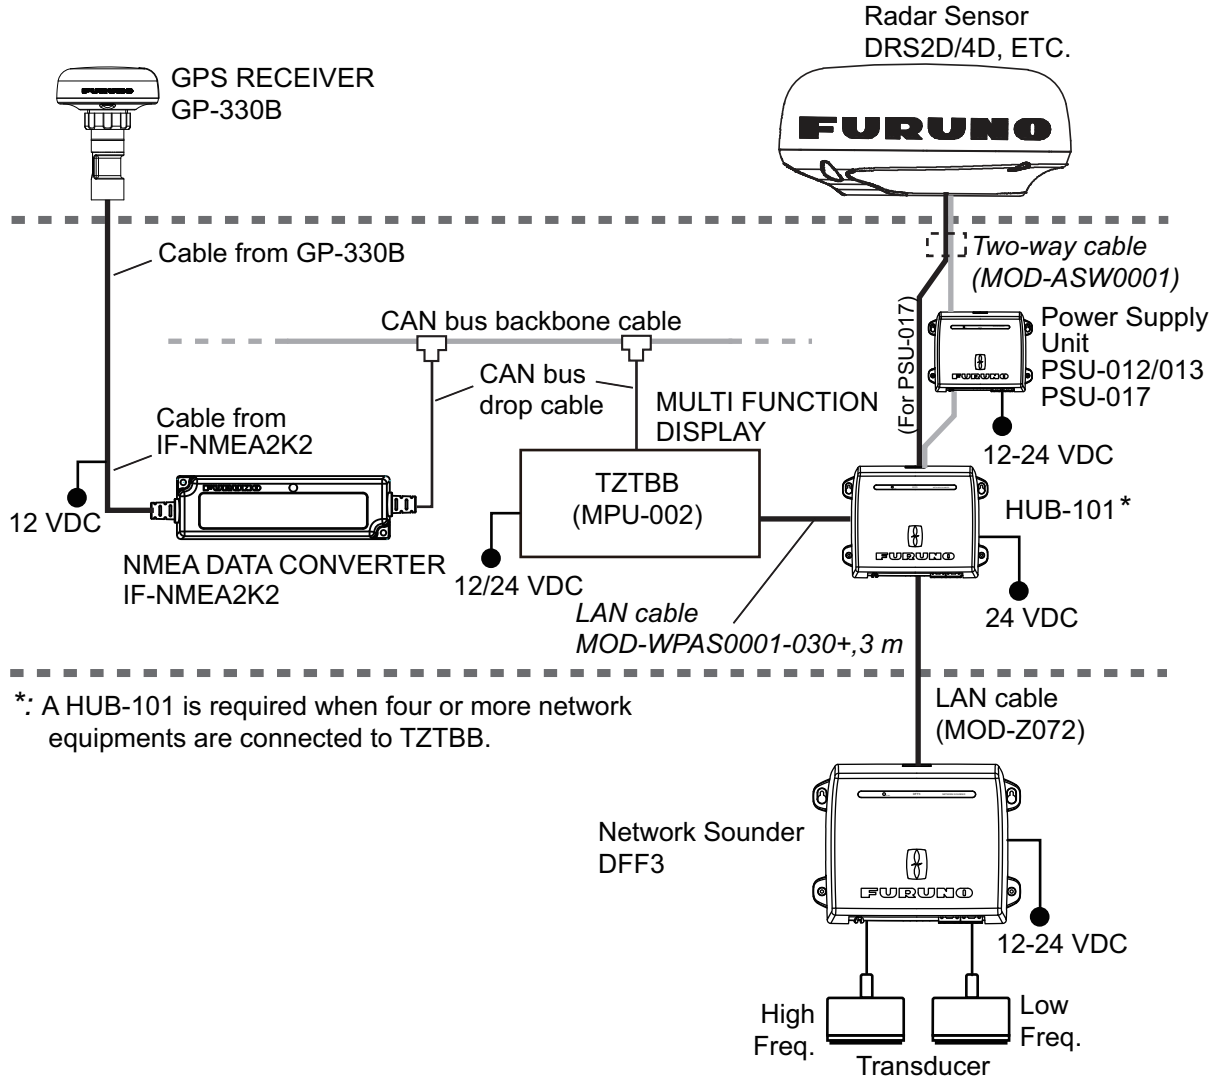 Radar Sensor
DRS2D/4D, ETC.
GPS RECEIVER
GP-330B
FURUNO
FURUNO
Cable from GP-330B
Two-way cable
(MOD-ASW0001)
CAN bus backbone cable
(For PSU-017)
Power Supply
Unit
PSU-012/013
PSU-017
FURUNO
CAN bus
drop cable
MULTI FUNCTION
DISPLAY
Cable from
IF-NMEA2K2
12-24 VDC
FURUNO
12 VDC
TZTBB
(MPU-002)
HUB-101*
FURUNO
NMEA DATA CONVERTER
IF-NMEA2K2
12/24 VDC
24 VDC
LAN cable
MOD-WPAS0001-030+,3 m
*: A HUB-101 is required when four or more network
equipments are connected to TZTBB.
LAN cable
(MOD-Z072)
Network Sounder
DFF3
FURUNO
12-24 VDC
High
Freq.
Low
Freq.
Transducer